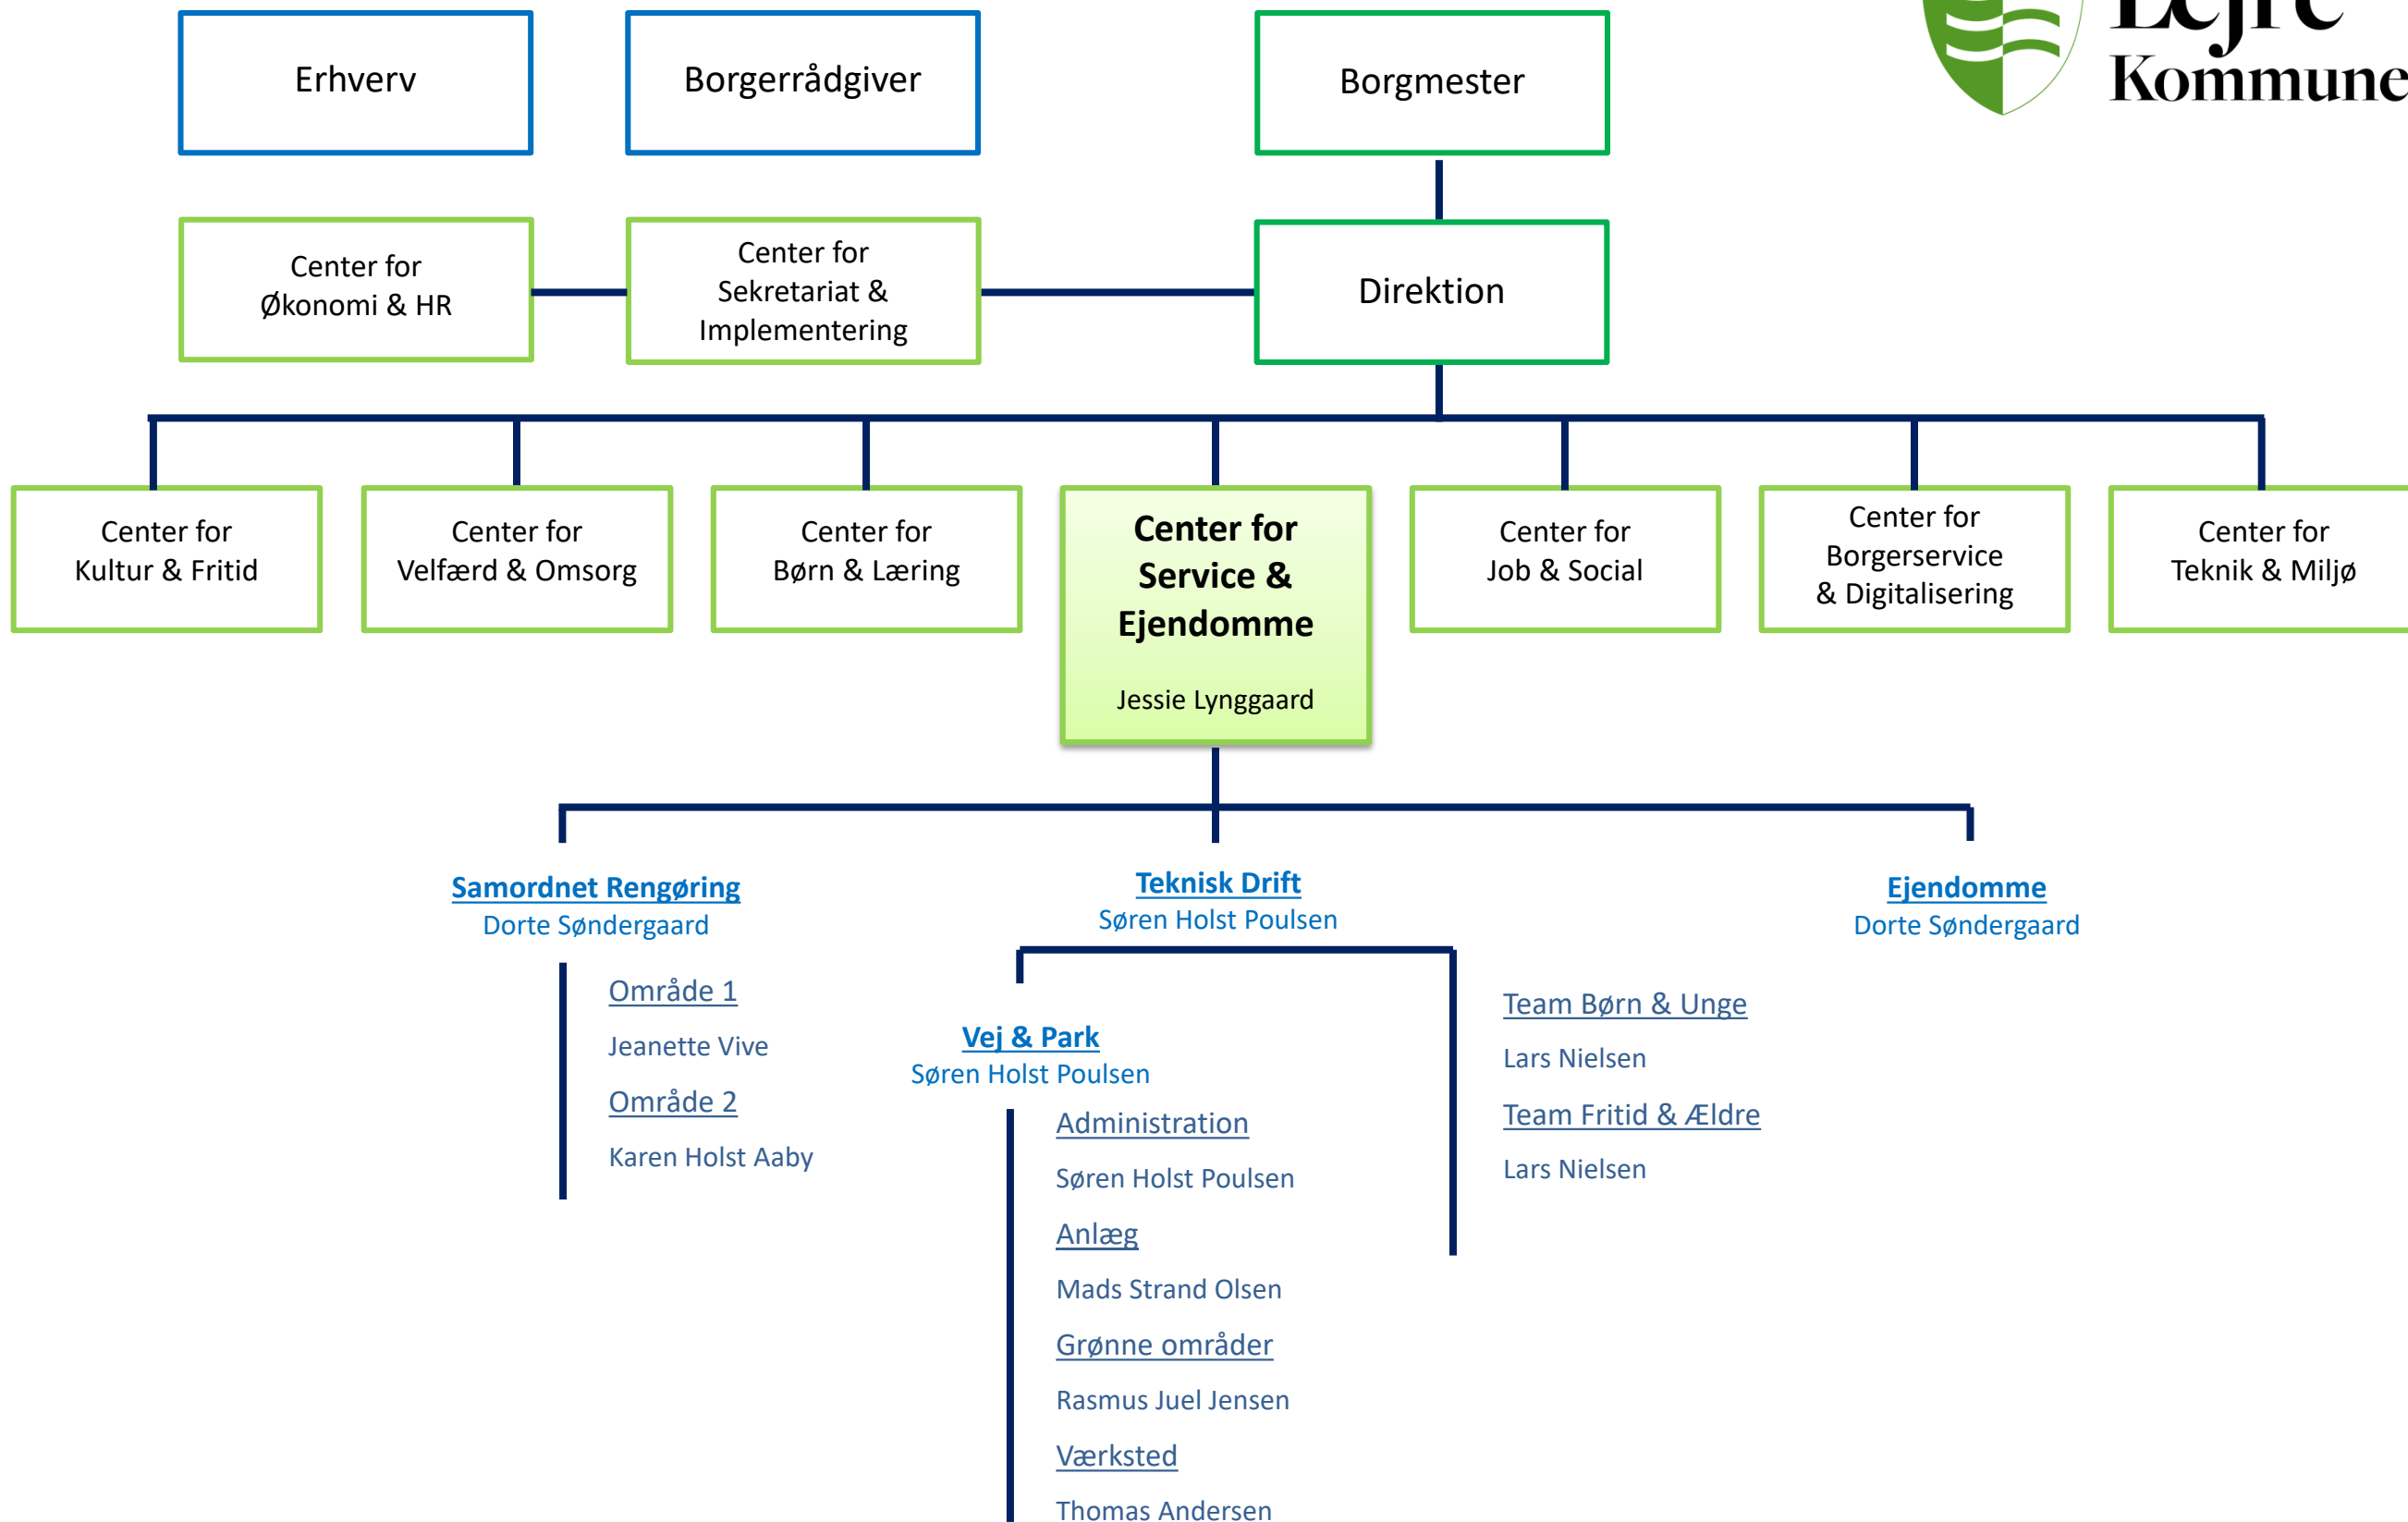 Lejre
Kommune
Erhverv
Borgerrådgiver
Borgmester
Center for
Økonomi & HR
Center for
Sekretariat &
Implementering
Direktion
Center for
Kultur & Fritid
Center for
Velfærd & Omsorg
Center for
Børn & Læring
Center for
Service &
Ejendomme
Jessie Lynggaard
Center for
Job & Social
Center for
Borgerservice
& Digitalisering
Center for
Teknik & Miljø
Samordnet Rengøring
Dorte Søndergaard
Område 1
Jeanette Vive
Område 2
Karen Holst Aaby
Teknisk Drift
Søren Holst Poulsen
Vej & Park
Søren Holst Poulsen
Administration
Søren Holst Poulsen
Anlæg
Mads Strand Olsen
Grønne områder
Rasmus Juel Jensen
Værksted
Thomas Andersen
Team Børn & Unge
Lars Nielsen
Team Fritid & Ældre
Lars Nielsen
Ejendomme
Dorte Søndergaard